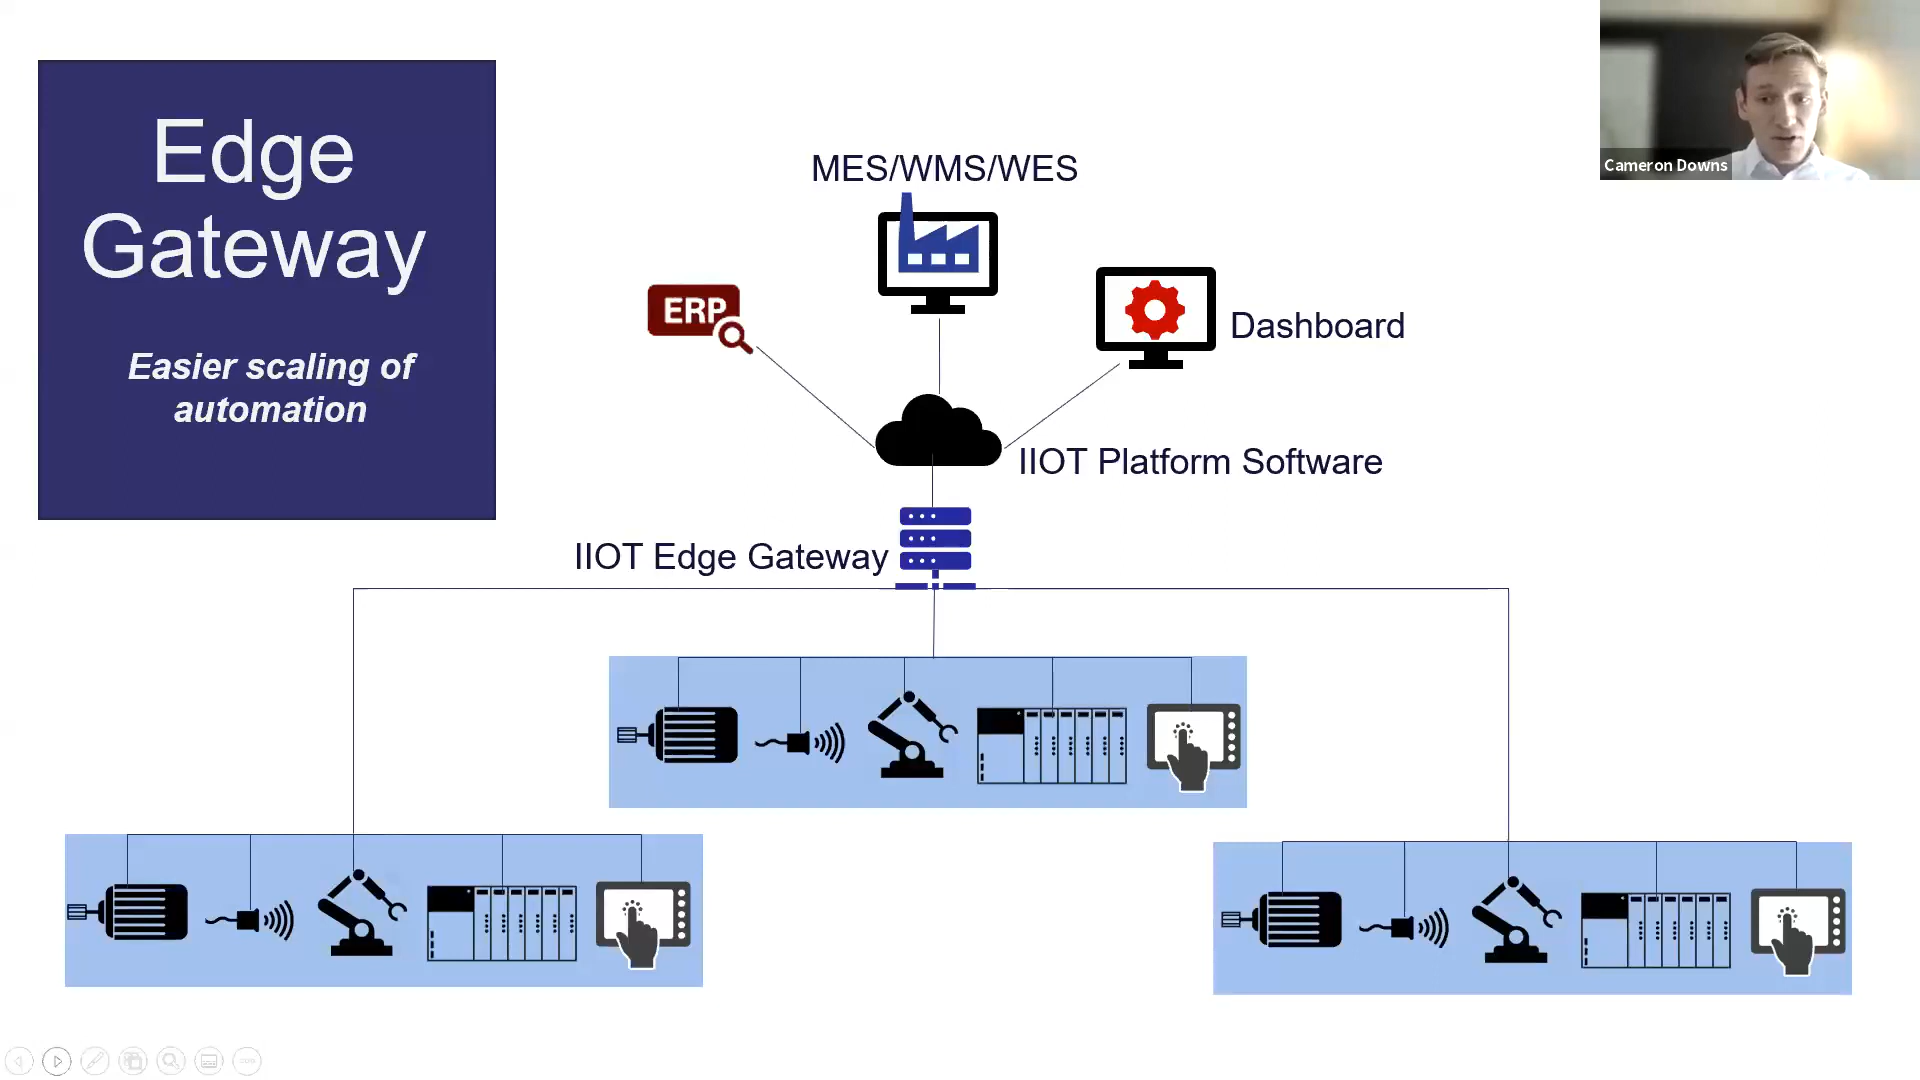 Edge
Gateway
Easier scaling of
automation
MES/WMS/WES
ERP
Dashboard
IIOT Platform Software
IIOT Edge Gateway
Cameron Downs